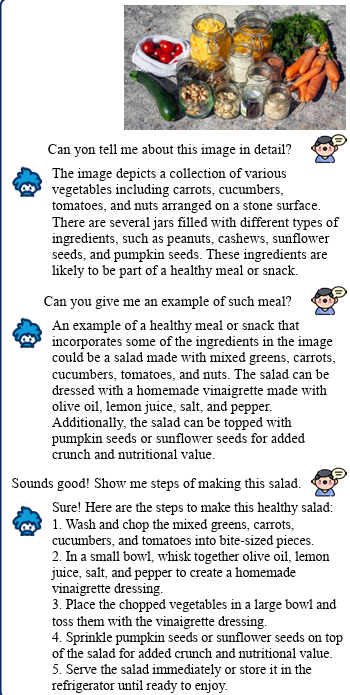 Can yon tell me about this image in detail?
The image depicts a collection of various
vegetables including carrots, cucumbers,
tomatoes, and nuts arranged on a stone surface.
There are several jars filled with different types of
ingredients, such as peanuts, cashews, sunflower
seeds, and pumpkin seeds. These ingredients are
likely to be part of a healthy meal or snack.
Can you give me an example of such meal?
An example of a healthy meal or snack that
incorporates some of the ingredients in the image
could be a salad made with mixed greens, carrots,
cucumbers, tomatoes, and nuts. The salad can be
dressed with a homemade vinaigrette made with
olive oil, lemon juice, salt, and pepper.
Additionally, the salad can be topped with
pumpkin seeds or sunflower seeds for added
crunch and nutritional value.
Sounds good! Show me steps of making this salad.
Sure! Here are the steps to make this healthy salad:
1. Wash and chop the mixed greens, carrots,
cucumbers, and tomatoes into bite-sized pieces.
2. In a small bowl, whisk together olive oil, lemon
juice, salt, and pepper to create a homemade
vinaigrette dressing.
3. Place the chopped vegetables in a large bowl and
toss them with the vinaigrette dressing.
4. Sprinkle pumpkin seeds or sunflower seeds on top
of the salad for added crunch and nutritional value.
5. Serve the salad immediately or store it in the
refrigerator until ready to enjoy.